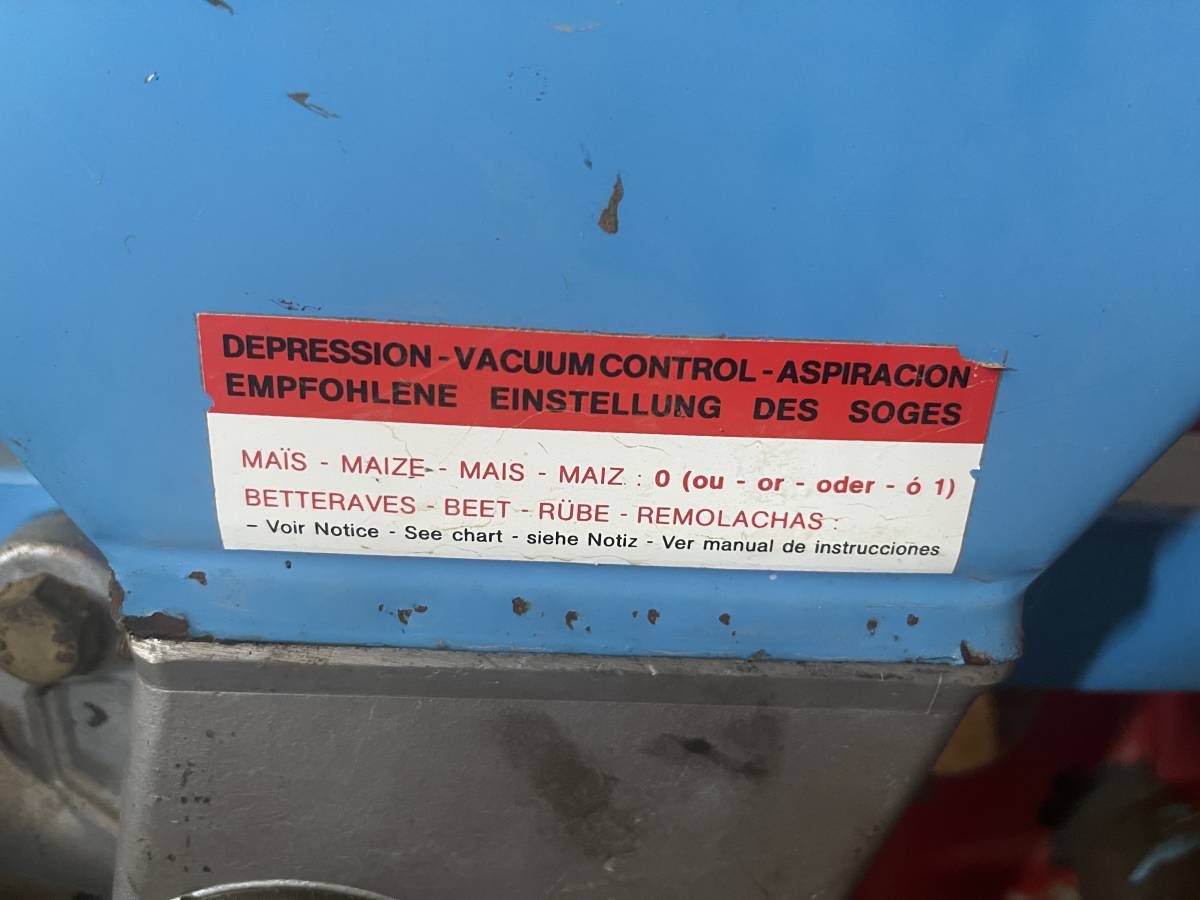 DEPRESSION - VACUUM CONTROL - ASPIRACION
EMPFOHLENE EINSTELLUNG DES SOGES
MAÏS - MAIZE - MAIS - MAIZ : 0 (ou - or - oder - ó 1)
BETTERAVES - BEET - RÜBE - REMOLACHAS :
– Voir Notice - See chart - siehe Notiz - Ver manual de instrucciones